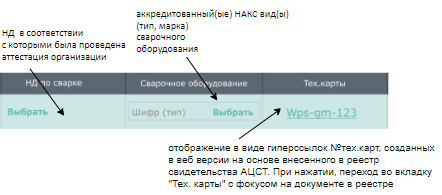 аккредитованный(ые) НАКС вид(ы)
(тип, марка)
сварочного
оборудования
НД в соответствии
с которыми была проведена
аттестация организации
НД по сварке
Сварочное оборудование
Тех.карты
Выбрать
Шифр (тип)
Выбрать
Wps-gm-123
отображение в виде гиперссылок №тех.карт, созданных
в веб версии на основе внесенного в реестр
свидетельства АЦСТ. При нажатии, переход во вкладку
"Тех. карты" с фокусом на документ в реестре